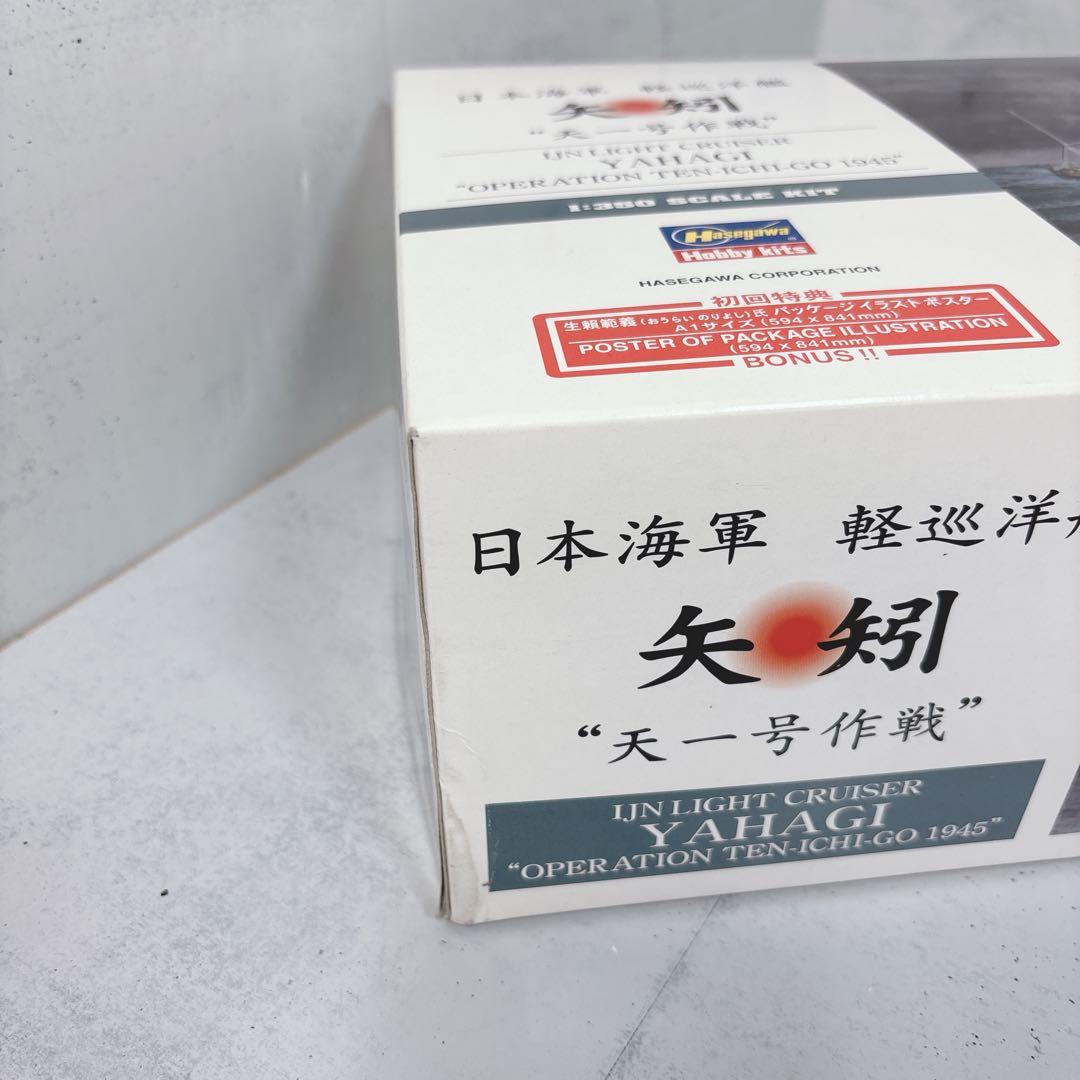 日本海軍 軽巡洋艦
矢矧
“天一号作戦”
IJN LIGHT CRUISER
YAHAGI
“OPERATION TEN-ICHI-GO 1945”
1:350 SCALE KIT
Hasegawa
Hobby kits
HASEGAWA CORPORATION
初回特典
生頼範義(おうらい のりよし)氏 パッケージイラストポスター
A1サイズ(594 x 841mm)
POSTER OF PACKAGE ILLUSTRATION
(594 x 841mm)
BONUS!!
日本海軍 軽巡洋
矢矧
“天一号作戦”
IJN LIGHT CRUISER
YAHAGI
“OPERATION TEN-ICHI-GO 1945”